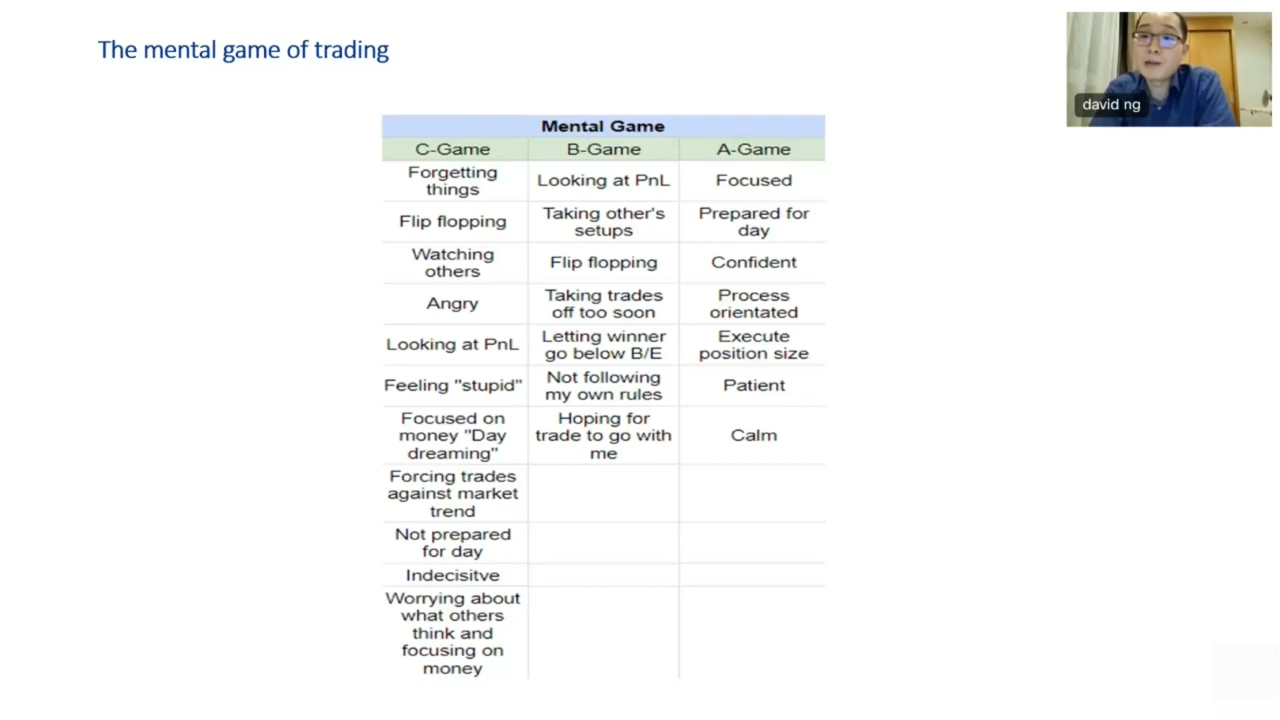 The mental game of trading
david ng
Mental Game
C-Game B-Game A-Game
Forgetting
things
Looking at PnL
Focused
Flip flopping
Taking other's
setups
Prepared for
day
Watching
others
Flip flopping
Confident
Angry
Taking trades
off too soon
Process
orientated
Looking at PnL
Letting winner
go below B/E
Execute
position size
Feeling "stupid"
Not following
my own rules
Patient
Focused on
money "Day
dreaming"
Hoping for
trade to go with
me
Calm
Forcing trades
against market
trend
Not prepared
for day
Indecisitve
Worrying about
what others
think and
focusing on
money